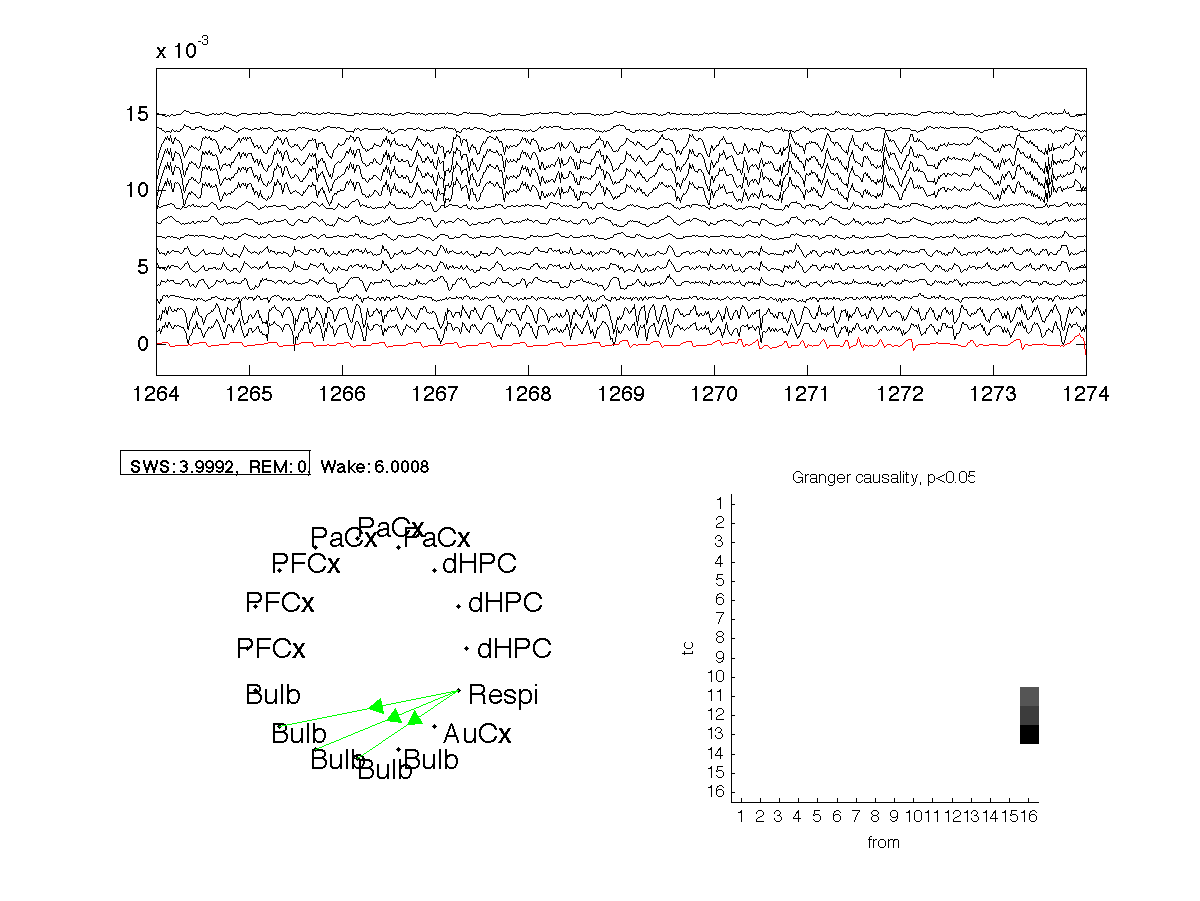 x 10-3
15
10
5
0
1264 1265 1266 1267 1268 1269 1270 1271 1272 1273 1274
SWS:3.9992, REM:0, Wake:6.0008
Granger causality, p<0.05
PaCx
PaCx PaCx
PFCx dHPC
PFCx dHPC
PFCx dHPC
Bulb Respi
Bulb AuCx
Bulb Bulb
Bulb
1
2
3
4
5
6
7
8
9
10
11
12
13
14
15
16
tc
1 2 3 4 5 6 7 8 9 10 11 12 13 14 15 16
from